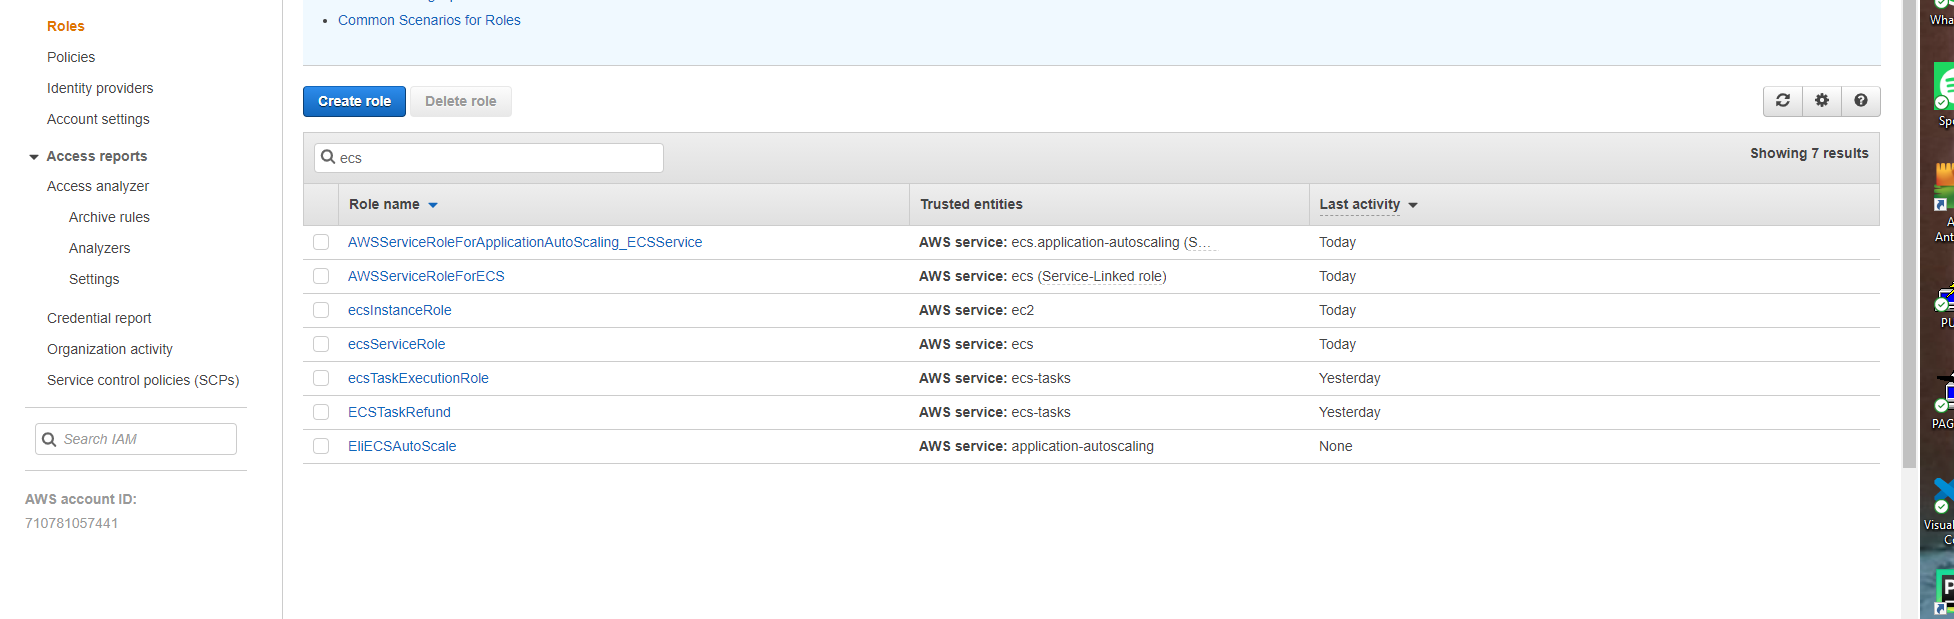 Roles
Policies
Identity providers
Account settings
Access reports
Access analyzer
Archive rules
Analyzers
Settings
Credential report
Organization activity
Service control policies (SCPs)
Search IAM
AWS account ID:
710781057441
Common Scenarios for Roles
Create role
Delete role
ecs
Showing 7 results
Role name
Trusted entities
Last activity
AWSServiceRoleForApplicationAutoScaling_ECSService
AWS service: ecs.application-autoscaling (S...
Today
AWSServiceRoleForECS
AWS service: ecs (Service-Linked role)
Today
ecsInstanceRole
AWS service: ec2
Today
ecsServiceRole
AWS service: ecs
Today
ecsTaskExecutionRole
AWS service: ecs-tasks
Yesterday
ECSTaskRefund
AWS service: ecs-tasks
Yesterday
EliECSAutoScale
AWS service: application-autoscaling
None
Wha
Spo
A
Ant
PU
PAG
Visual
Co